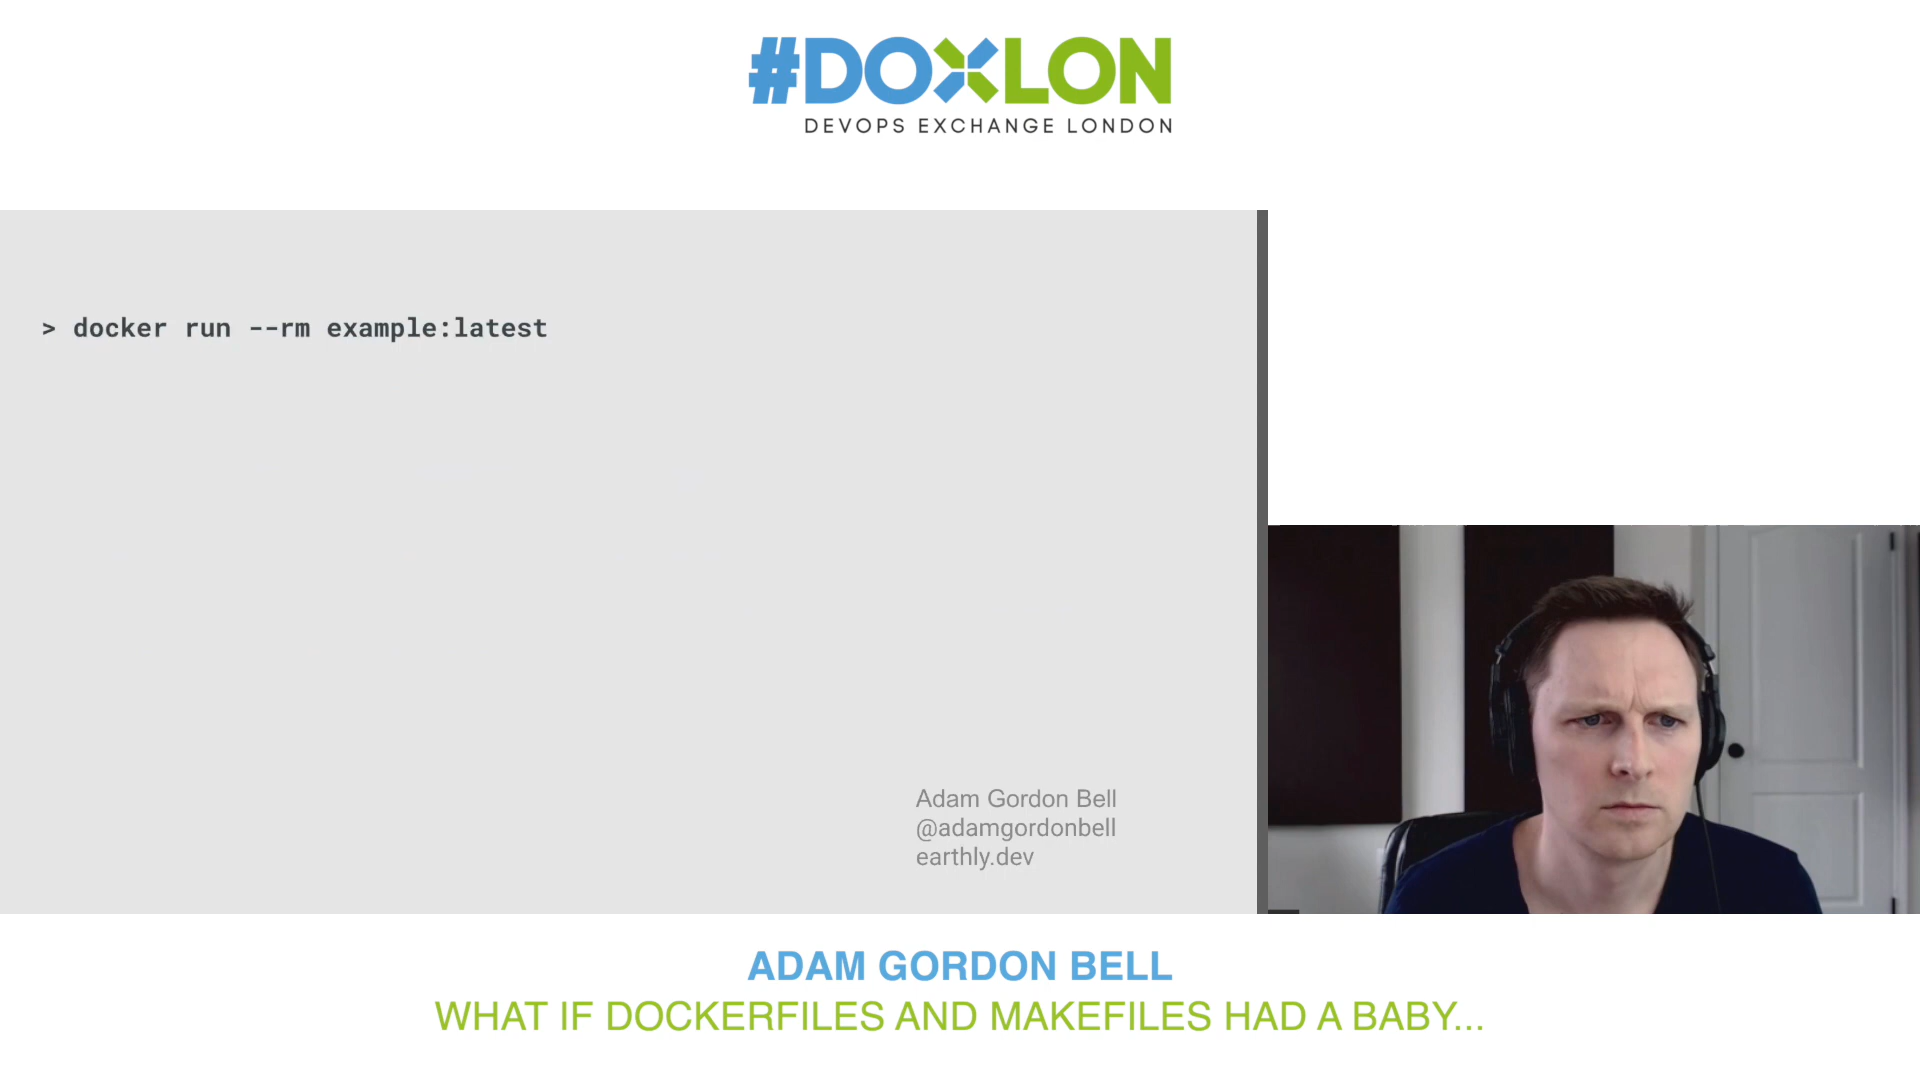 #DOXLON
DEVOPS EXCHANGE LONDON
> docker run --rm example:latest
Adam Gordon Bell
@adamgordonbell
earthly.dev
ADAM GORDON BELL
WHAT IF DOCKERFILES AND MAKEFILES HAD A BABY...